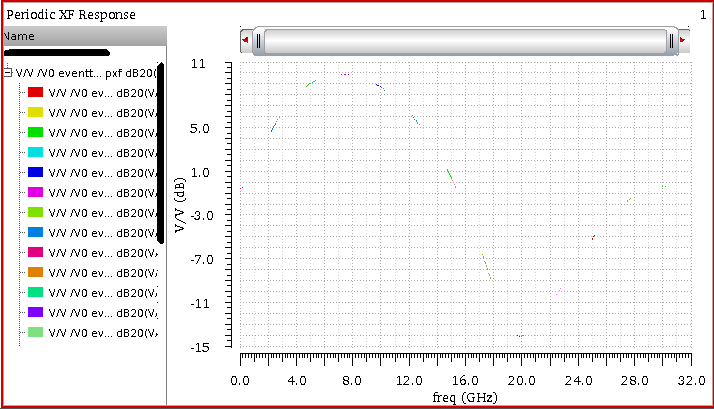 Periodic XF Response
1
Name
V/V /V0 eventt... pxf dB20(
V/V /V0 ev... dB20(V/
V/V /V0 ev... dB20(V/
V/V /V0 ev... dB20(V/
V/V /V0 ev... dB20(V/
V/V /V0 ev... dB20(V/
V/V /V0 ev... dB20(V/
V/V /V0 ev... dB20(V/
V/V /V0 ev... dB20(V/
V/V /V0 ev... dB20(V/
V/V /V0 ev... dB20(V/
V/V /V0 ev... dB20(V/
V/V /V0 ev... dB20(V/
V/V /V0 ev... dB20(V/
V/V (dB)
11
5.0
1.0
-3.0
-7.0
-11
-15
0.0 4.0 8.0 12.0 16.0 20.0 24.0 28.0 32.0
freq (GHz)